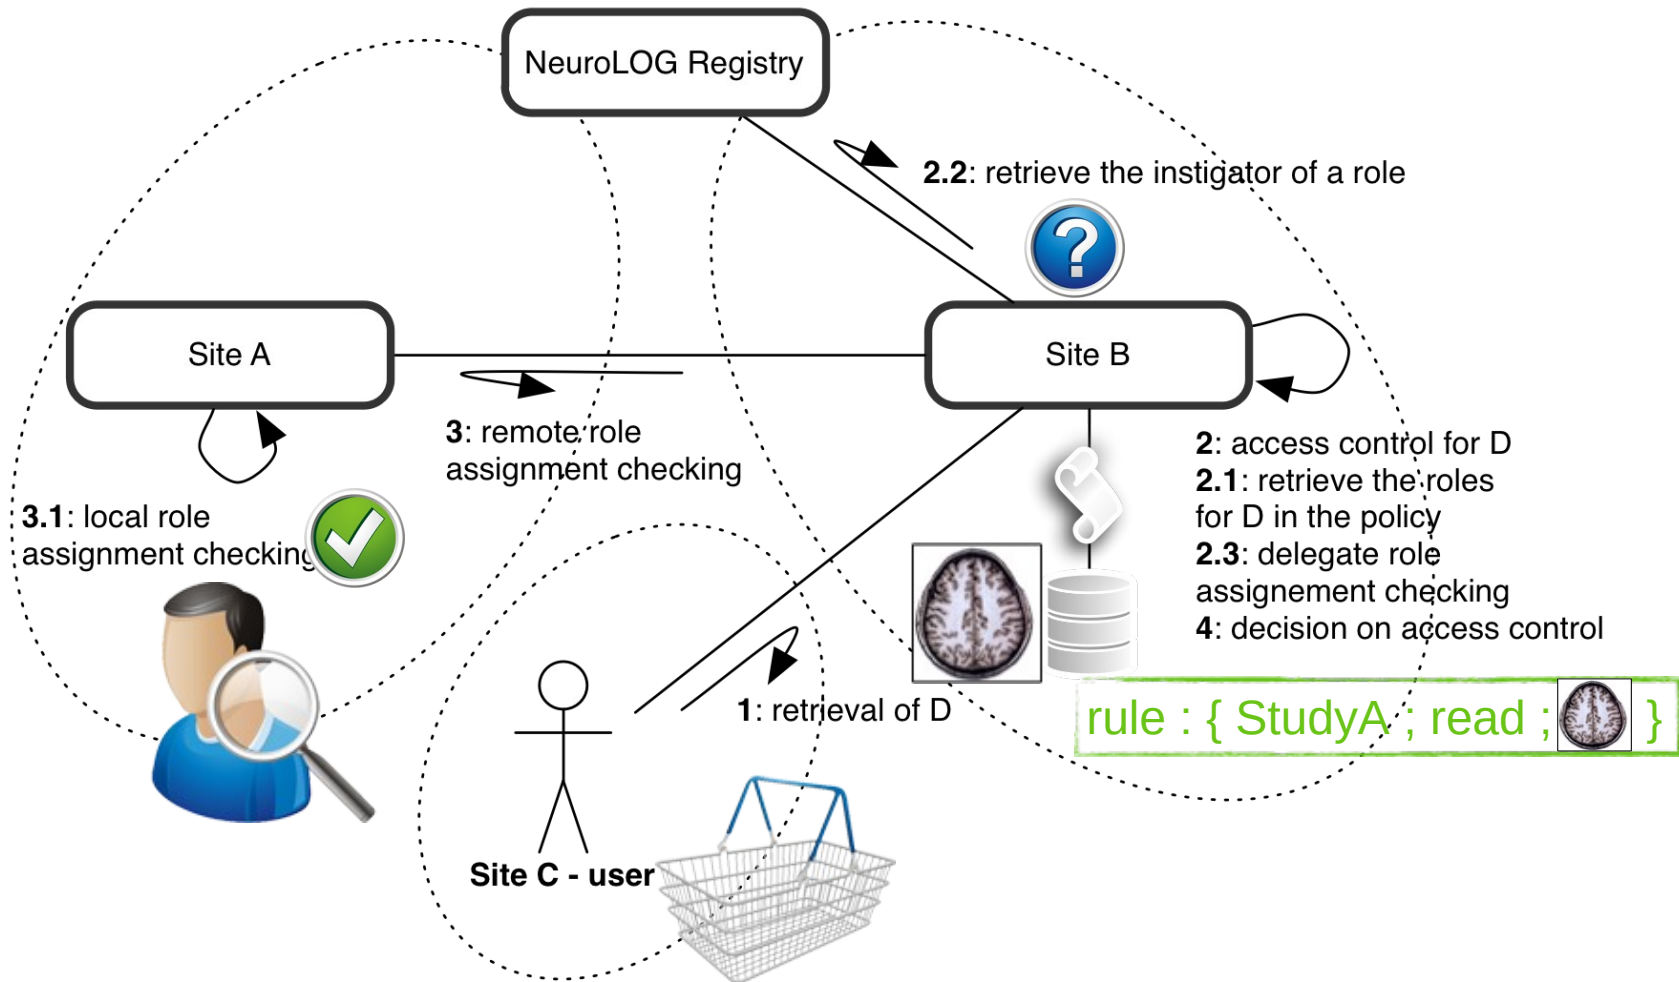 NeuroLOG Registry
2.2: retrieve the instigator of a role
?
Site A
Site B
3: remote role
assignment checking
2: access control for D
2.1: retrieve the roles
for D in the policy
2.3: delegate role
assignement checking
4: decision on access control
3.1: local role
assignment checking
rule : { StudyA ; read ; }
1: retrieval of D
Site C - user